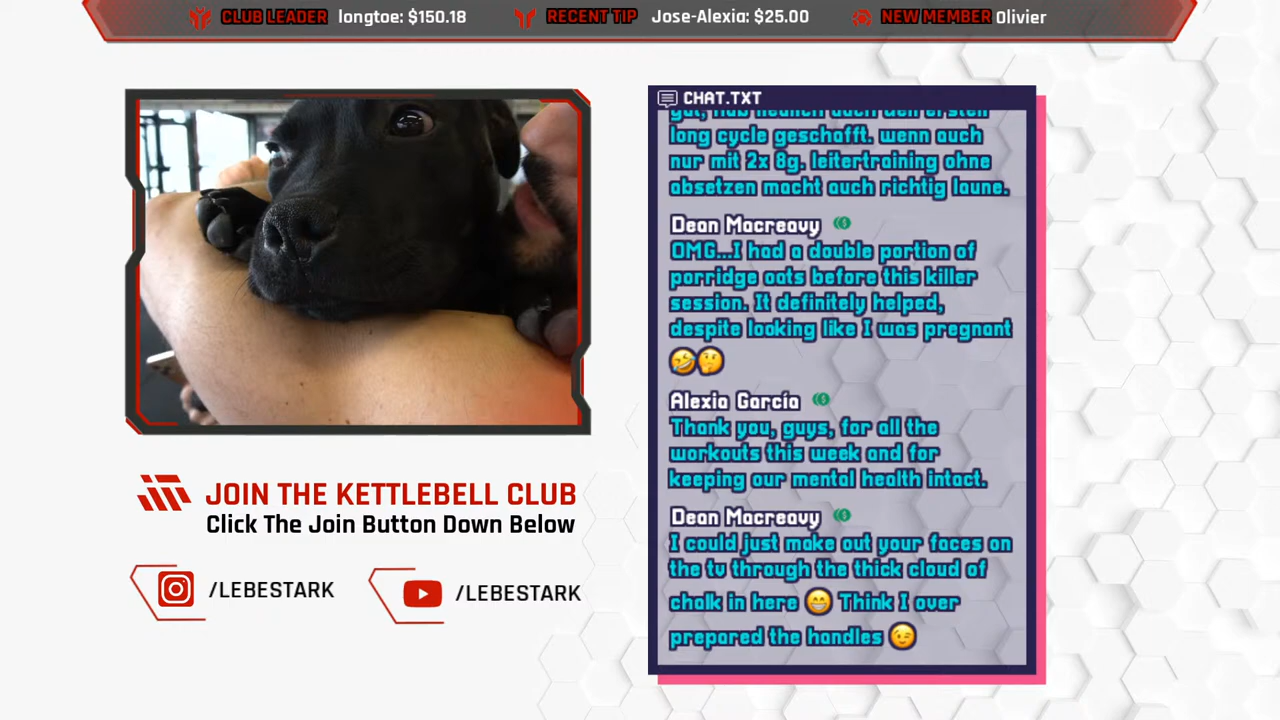 CLUB LEADER longtoe: $150.18 RECENT TIP Jose-Alexia: $25.00 NEW MEMBER Olivier
CHAT.TXT
long cycle geschafft. wenn auch
nur mit 2x 8g. leitertraining ohne
absetzen macht auch richtig laune.
Dean Macreavy
OMG...I had a double portion of
porridge oats before this killer
session. It definitely helped,
despite looking like I was pregnant
🤣🤔
Alexia García
Thank you, guys, for all the
workouts this week and for
keeping our mental health intact.
Dean Macreavy
I could just make out your faces on
the tv through the thick cloud of
chalk in here 😁 Think I over
prepared the handles 😉
JOIN THE KETTLEBELL CLUB
Click The Join Button Down Below
/LEBESTARK /LEBESTARK